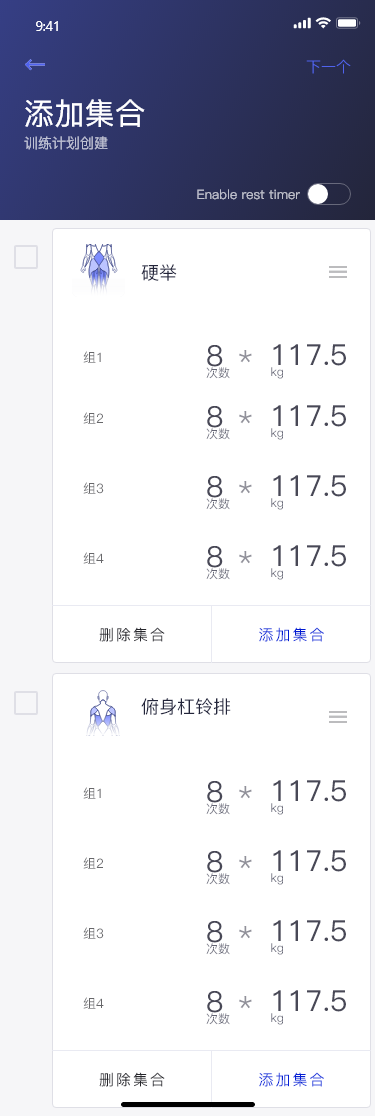 9:41
下一个
添加集合
训练计划创建
Enable rest timer
硬举
组1 8 * 117.5
次数 kg
组2 8 * 117.5
次数 kg
组3 8 * 117.5
次数 kg
组4 8 * 117.5
次数 kg
删除集合 添加集合
俯身杠铃排
组1 8 * 117.5
次数 kg
组2 8 * 117.5
次数 kg
组3 8 * 117.5
次数 kg
组4 8 * 117.5
次数 kg
删除集合 添加集合